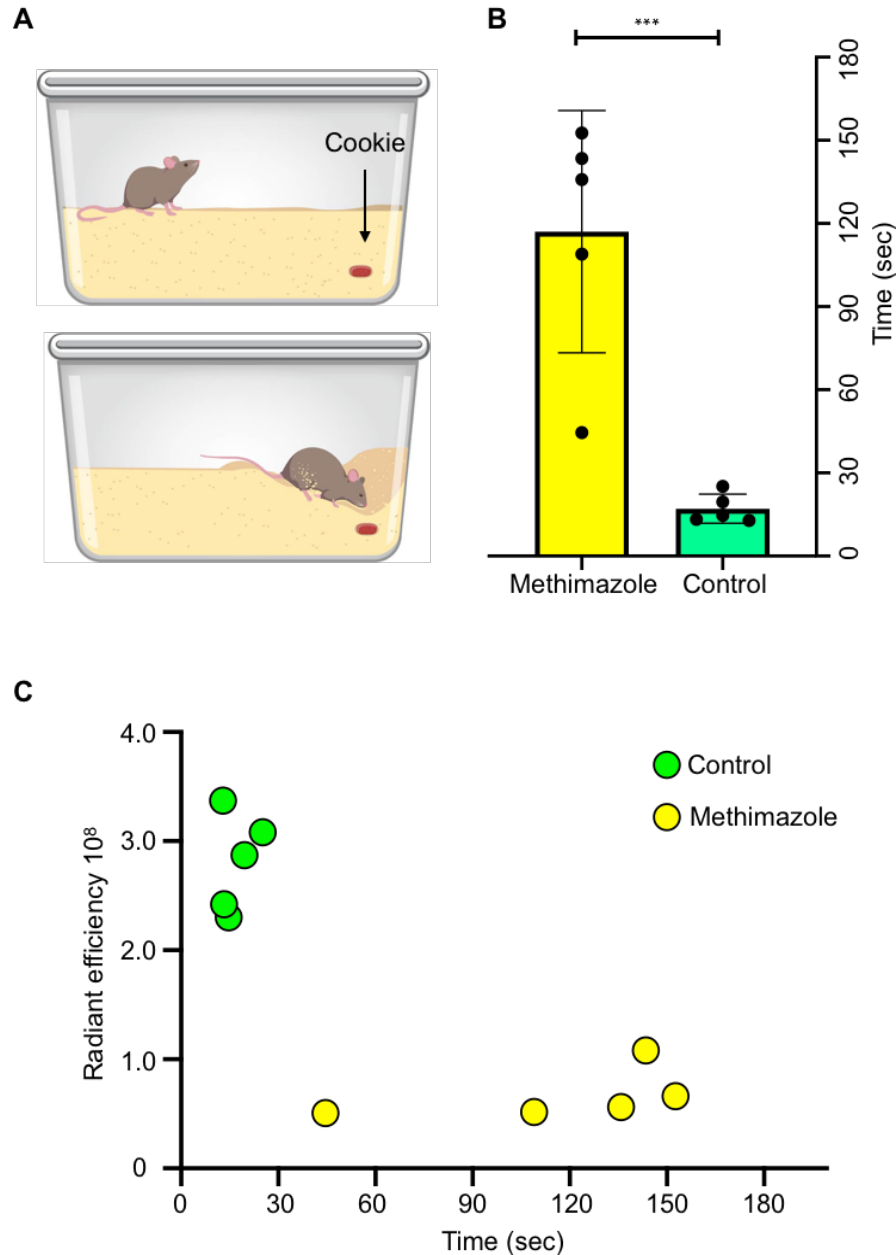 A
Cookie
B
***
180
150
120
90
60
30
0
Time (sec)
Methimazole Control
C
4.0
3.0
2.0
1.0
0
Radiant efficiency 10⁸
Control
Methimazole
0 30 60 90 120 150 180
Time (sec)